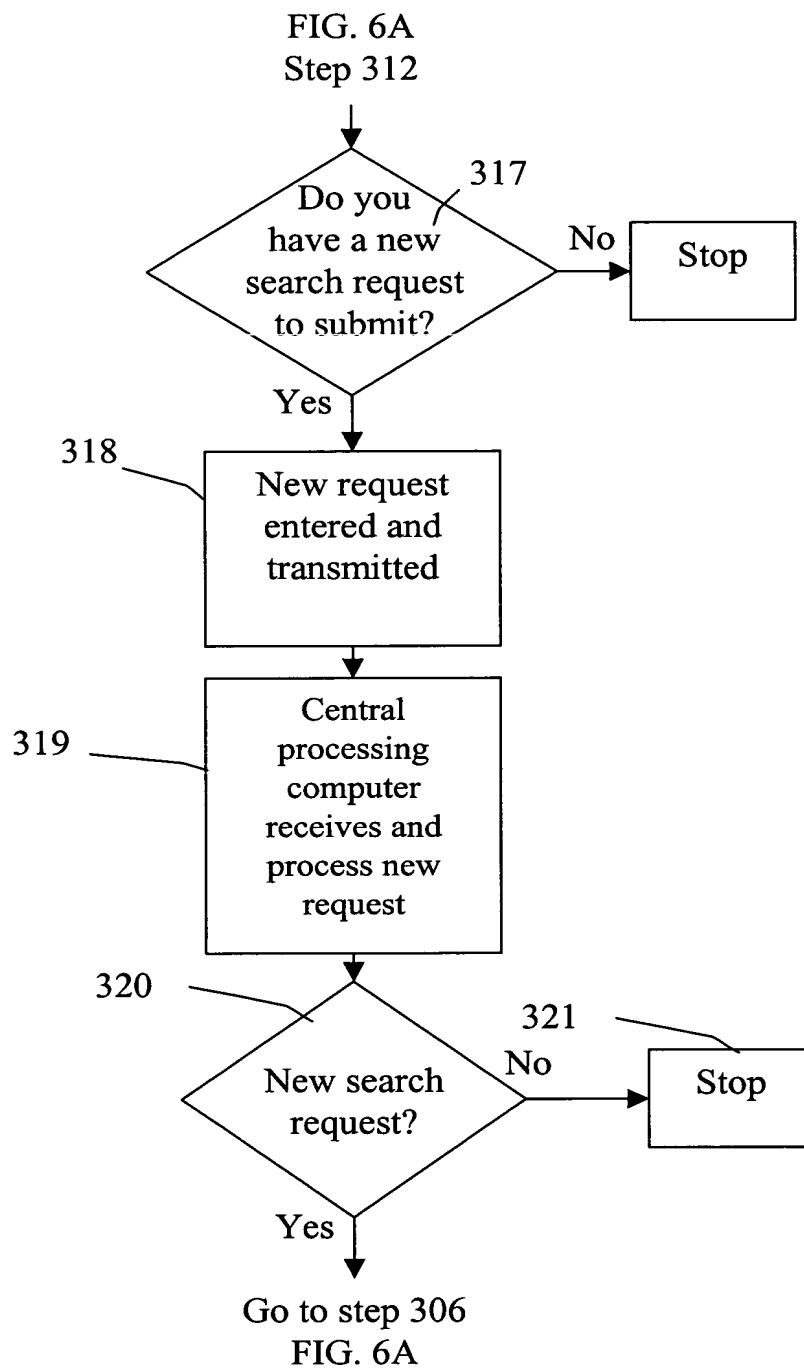 FIG. 6A
Step 312
317
Do you
have a new
search request
to submit?
No
Stop
Yes
318
New request
entered and
transmitted
319
Central
processing
computer
receives and
process new
request
320
New search
request?
No
321
Stop
Yes
Go to step 306
FIG. 6A